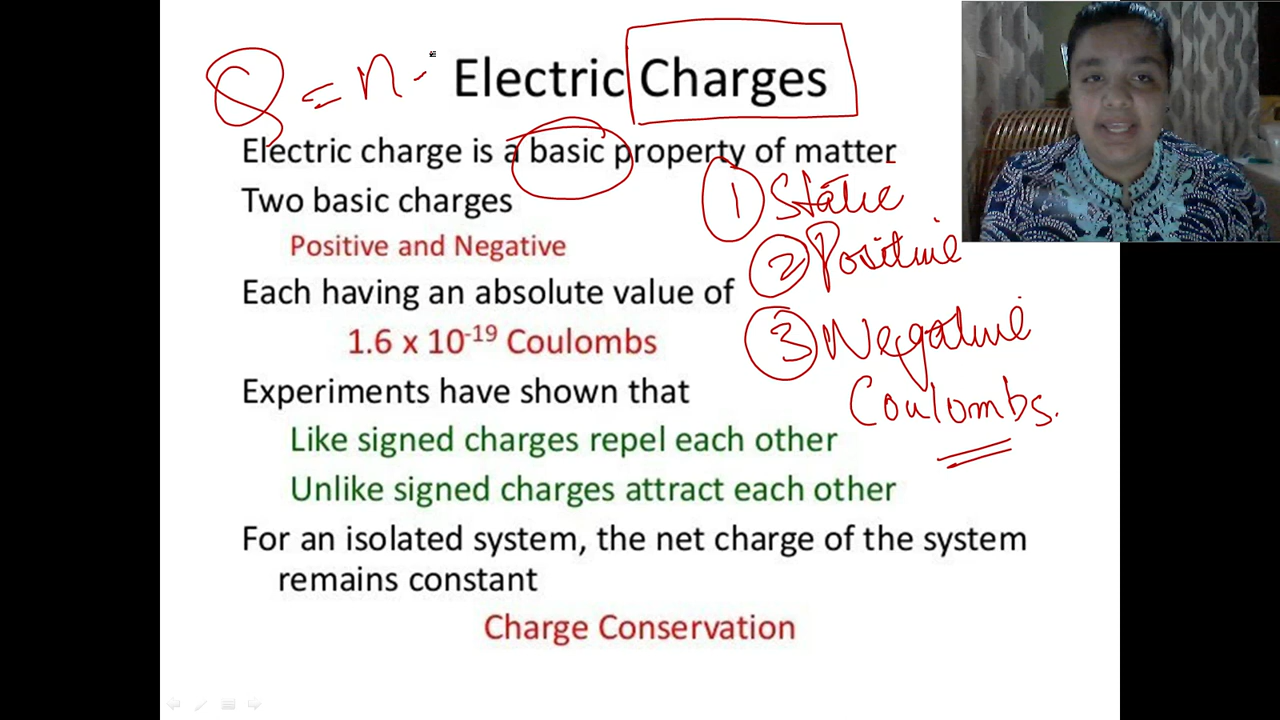 Q = n -
Electric Charges
Electric charge is a basic property of matter
Two basic charges
Positive and Negative
Each having an absolute value of
1.6 x 10⁻¹⁹ Coulombs
Experiments have shown that
Like signed charges repel each other
Unlike signed charges attract each other
For an isolated system, the net charge of the system
remains constant
Charge Conservation
1 Static
2 Positive
3 Negative
Coulombs.